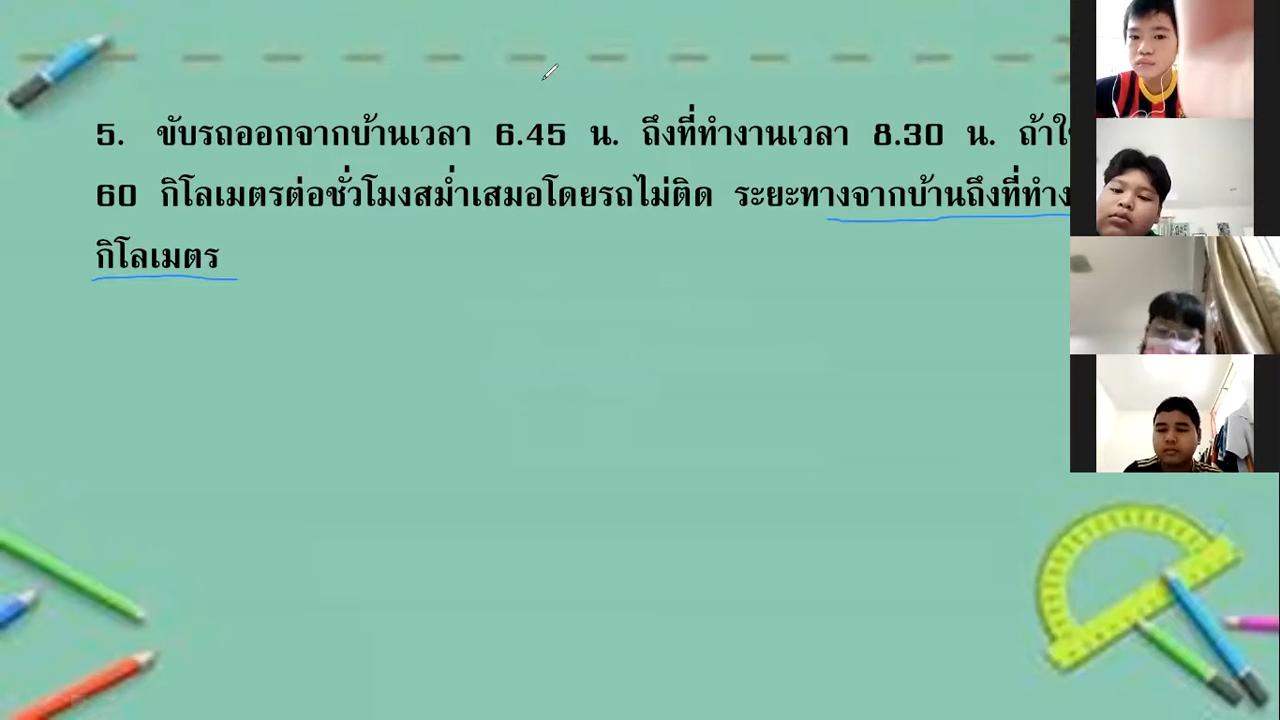 5. ขับรถออกจากบ้านเวลา 6.45 น. ถึงที่ทำงานเวลา 8.30 น. ถ้า
60 กิโลเมตรต่อชั่วโมงสม่ำเสมอโดยรถไม่ติด ระยะทางจากบ้านถึงที่ทำง
กิโลเมตร